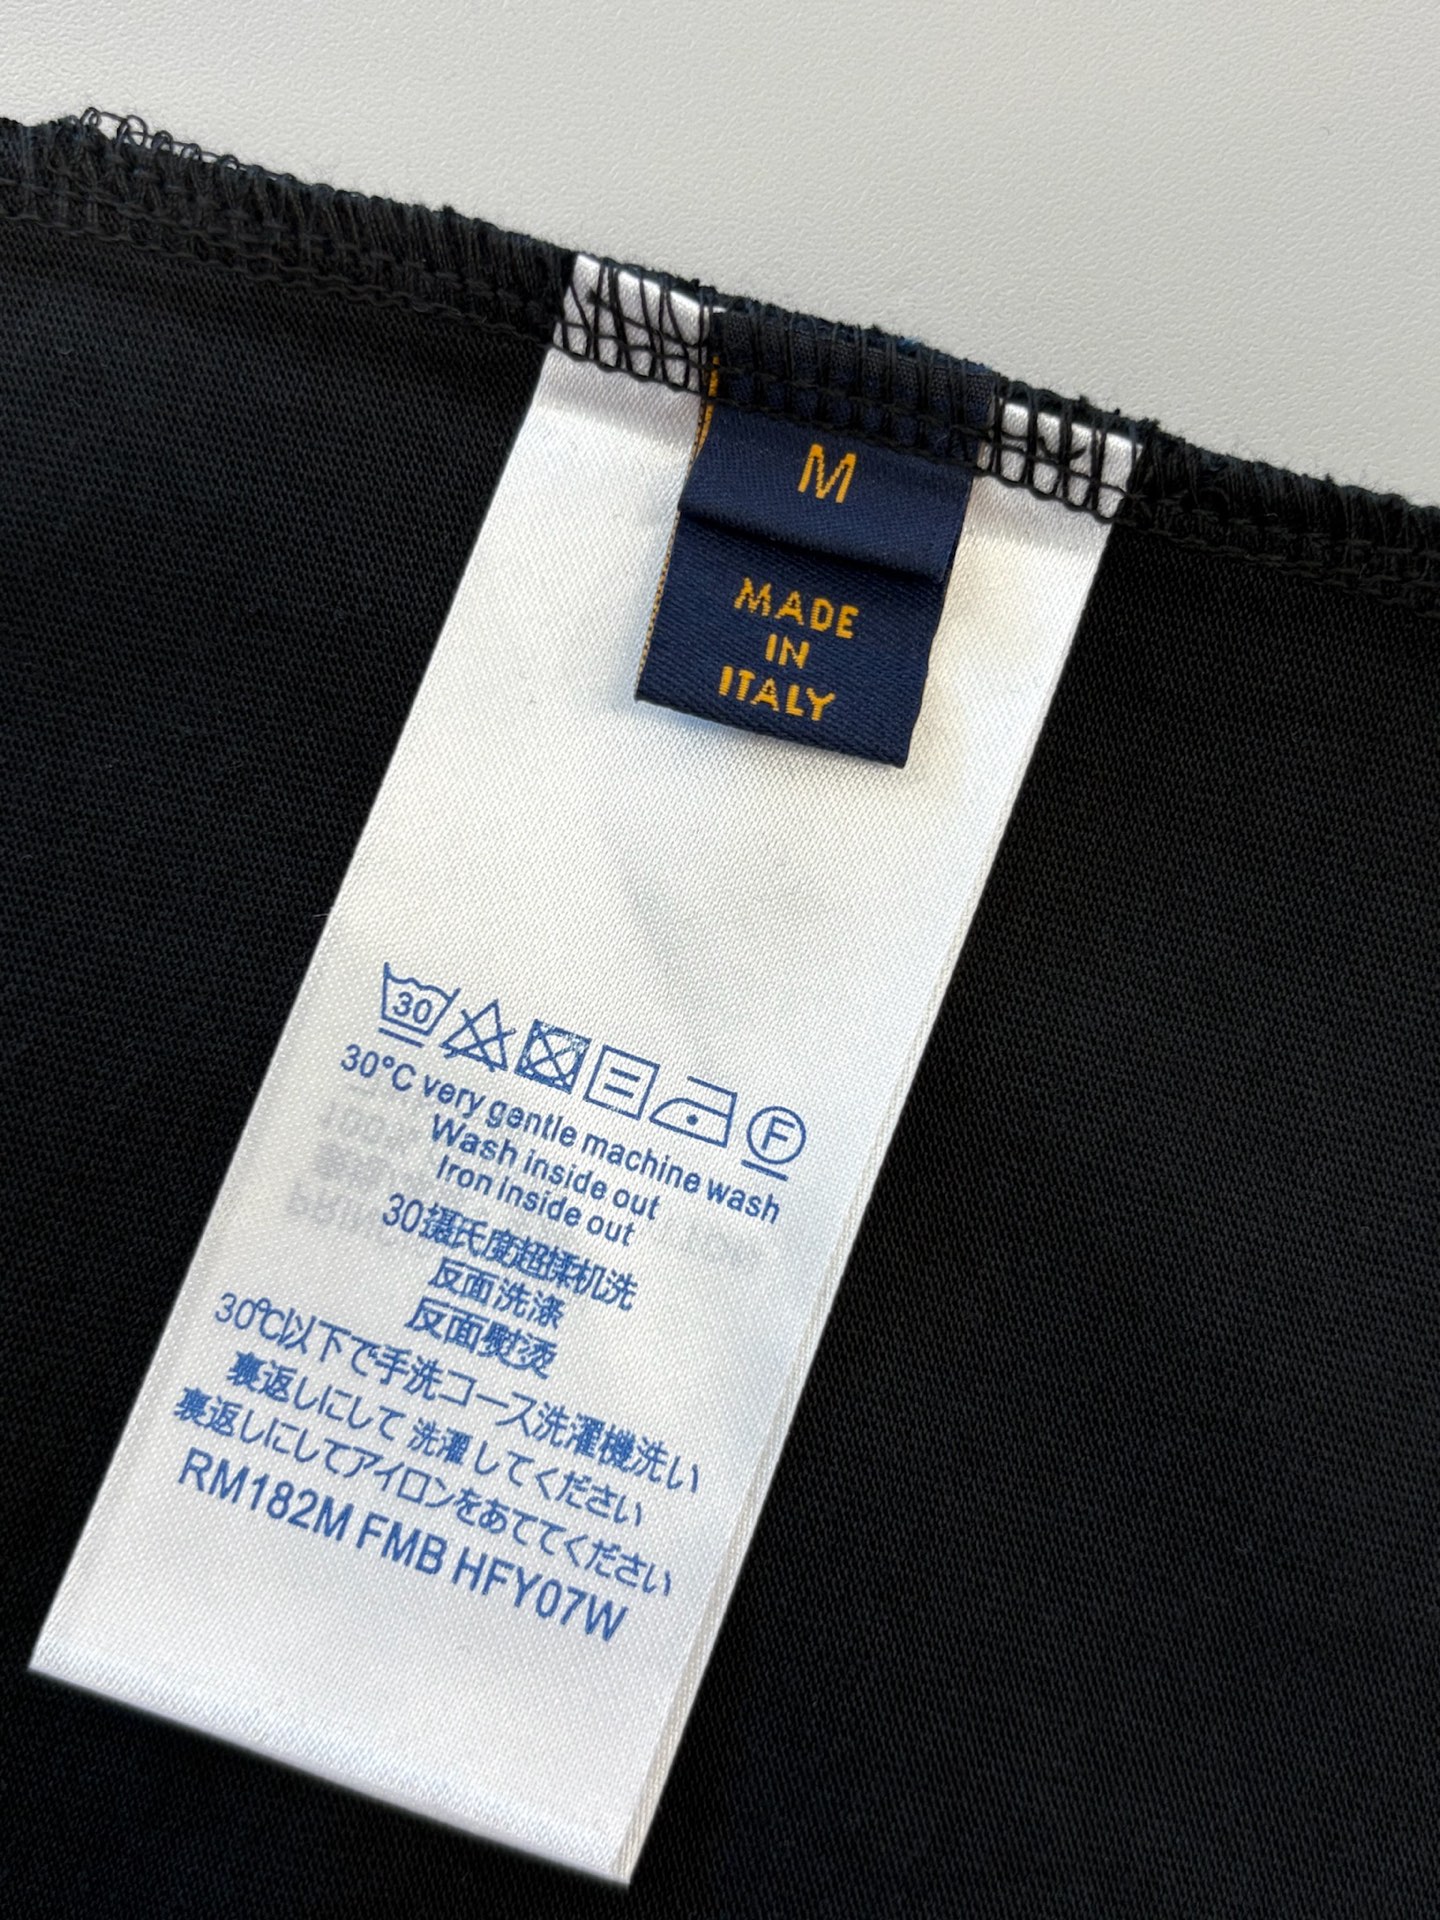 M
MADE
IN
ITALY
30
F
30°C very gentle machine wash
Wash inside out
Iron inside out
30摄氏度超揉机洗
反面洗涤
反面熨烫
30℃以下で手洗コース洗濯機洗い
裏返しにして 洗濯してください
裏返しにしてアイロンをあててください
RM182M FMB HFY07W